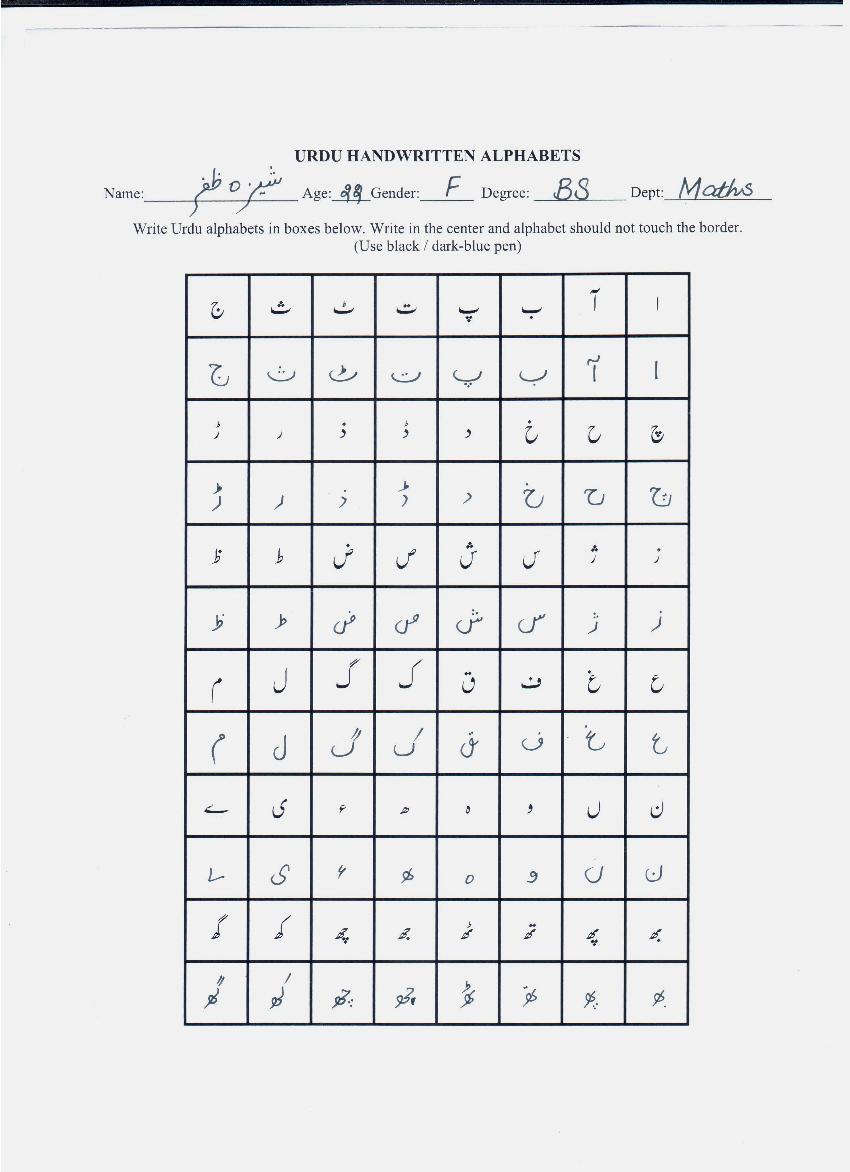 URDU HANDWRITTEN ALPHABETS
Name: شیزہ ظفر Age: 22 Gender: F Degree: BS Dept: Maths
Write Urdu alphabets in boxes below. Write in the center and alphabet should not touch the border.
(Use black / dark-blue pen)
ا آ ب پ ت ٹ ث ج
ا آ ب پ ت ٹ ث ج
چ ح خ د ڈ ذ ر ڑ
چ ح خ د ڈ ذ ر ڑ
ز ژ س ش ص ض ط ظ
ز ژ س ش ص ض ط ظ
ع غ ف ق ک گ ل م
ع غ ف ق ک گ ل م
ن ں و ہ ھ ء ی ے
ن ں و ہ ھ ء ی ے
بھ پھ تھ ٹھ جھ چھ کھ گھ
بھ پھ تھ ٹھ جھ چھ کھ گھ